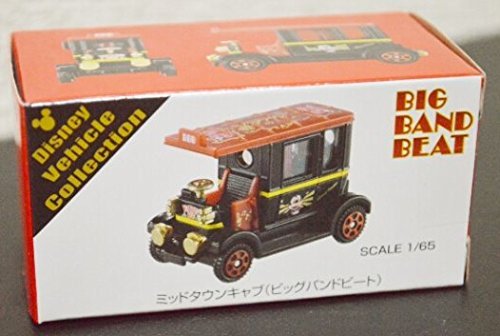 Disney
Vehicle
Collection
BIG
BAND
BEAT
SCALE 1/65
ミッドタウンキャブ(ビッグバンドビート)